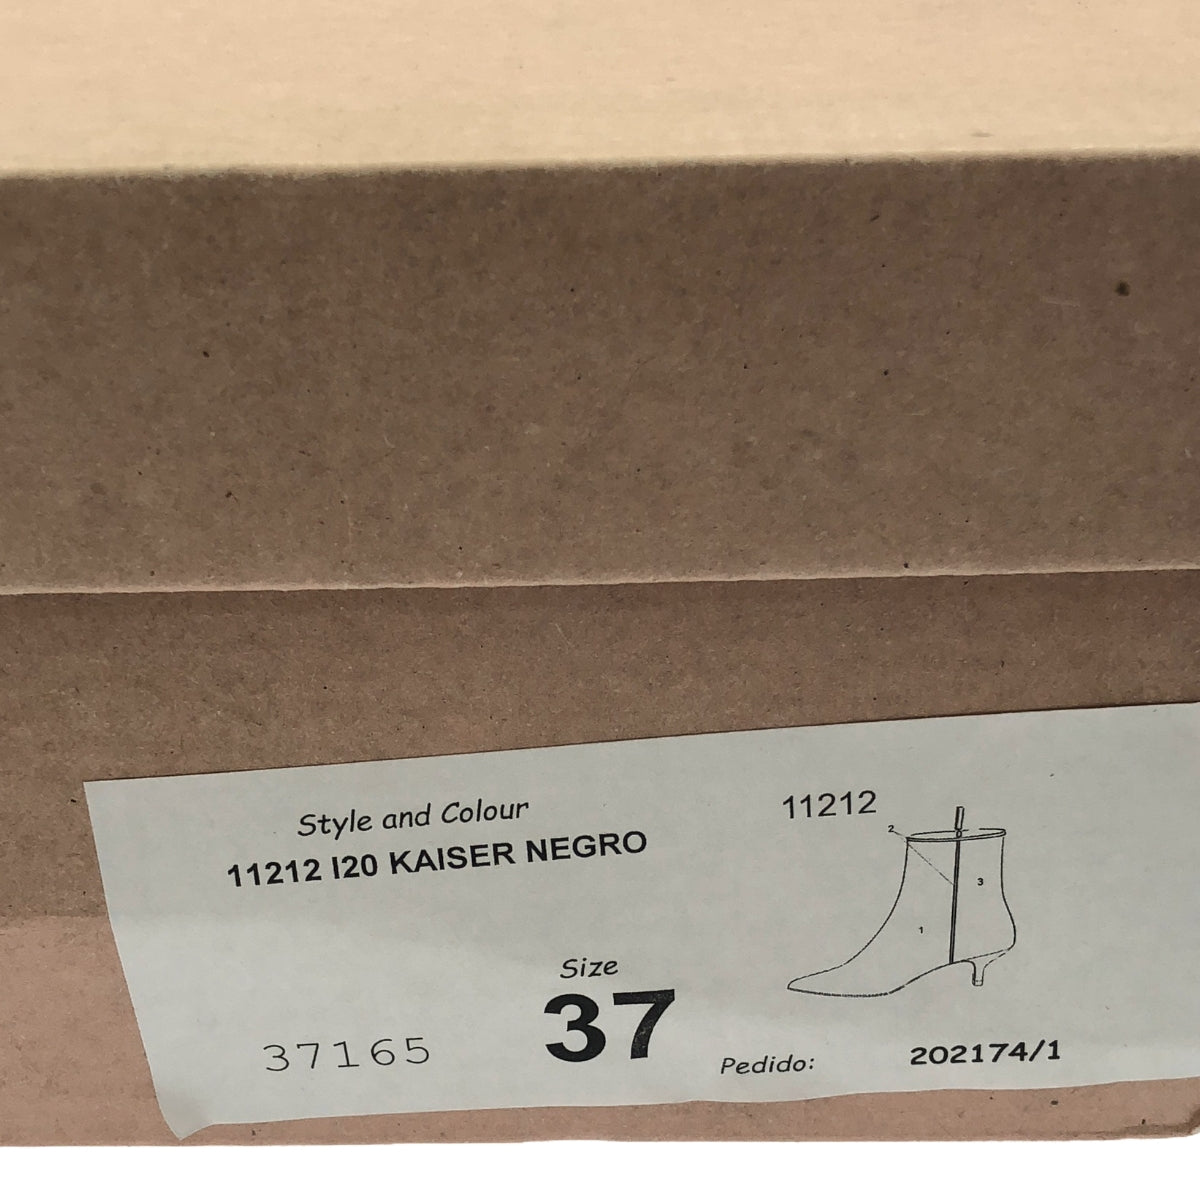 Style and Colour
11212 I20 KAISER NEGRO
11212
2
3
1
Size
37
37165
Pedido:
202174/1